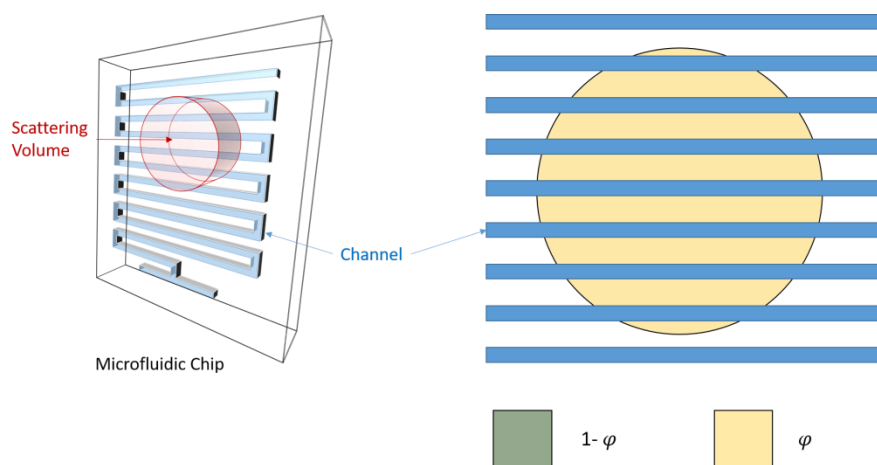 Scattering
Volume
Channel
Microfluidic Chip
1- φ
φ